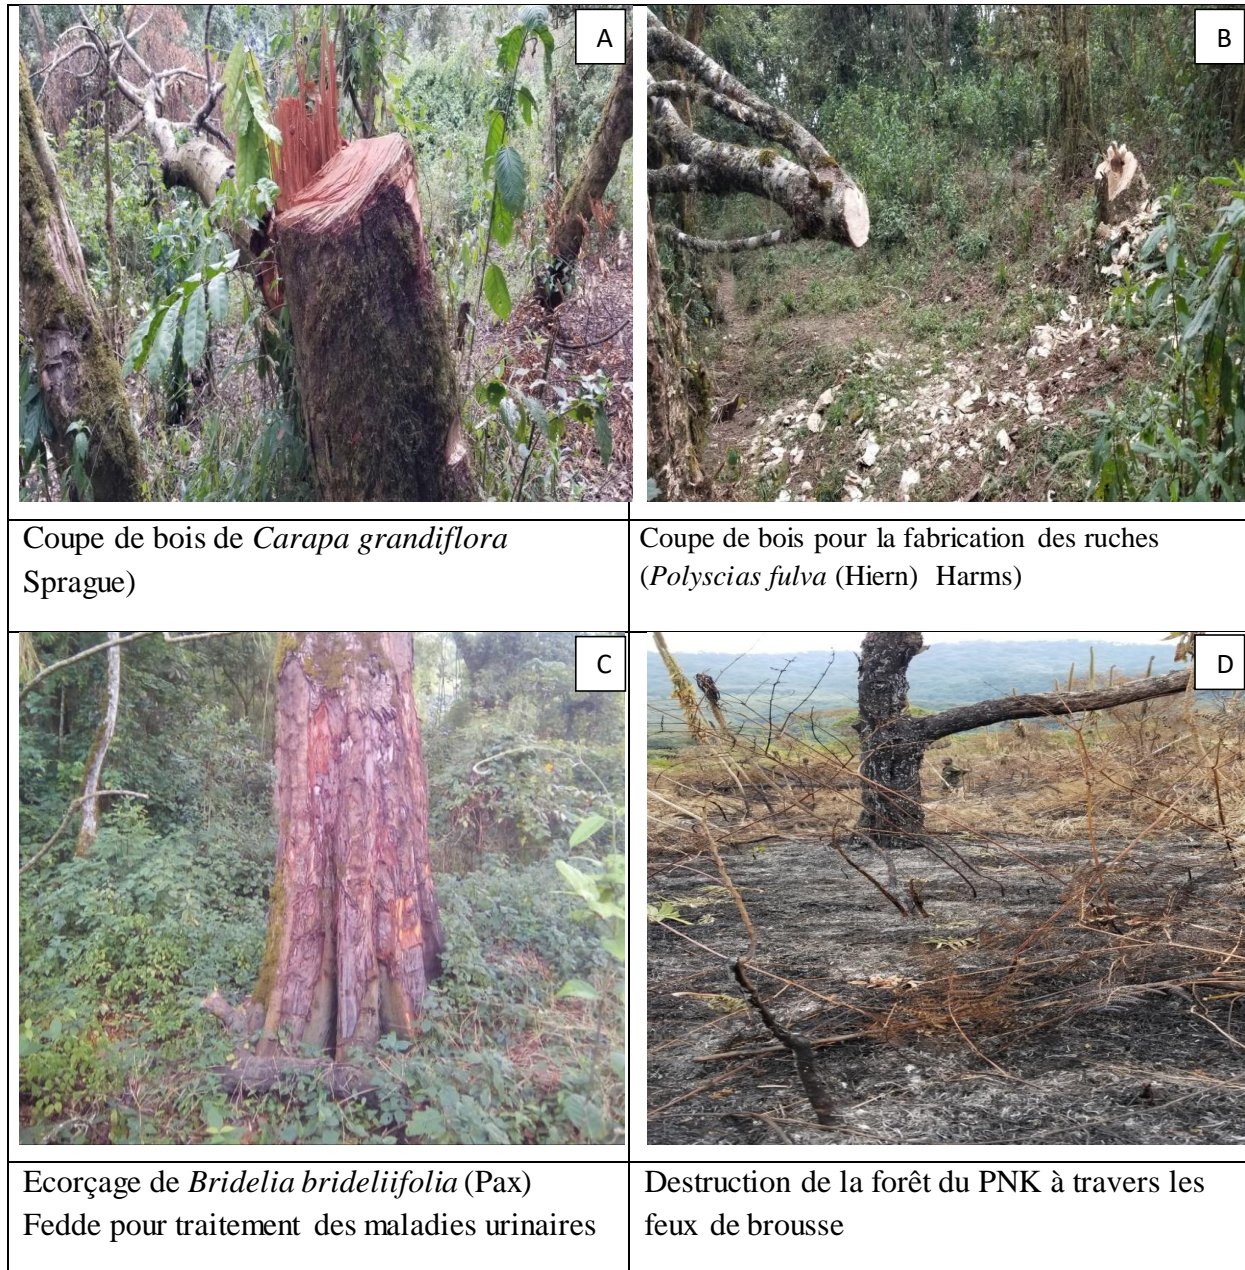 A
B
Coupe de bois de Carapa grandiflora
Sprague)
Coupe de bois pour la fabrication des ruches
(Polyscias fulva (Hiern) Harms)
C
D
Ecorçage de Bridelia brideliifolia (Pax)
Fedde pour traitement des maladies urinaires
Destruction de la forêt du PNK à travers les
feux de brousse